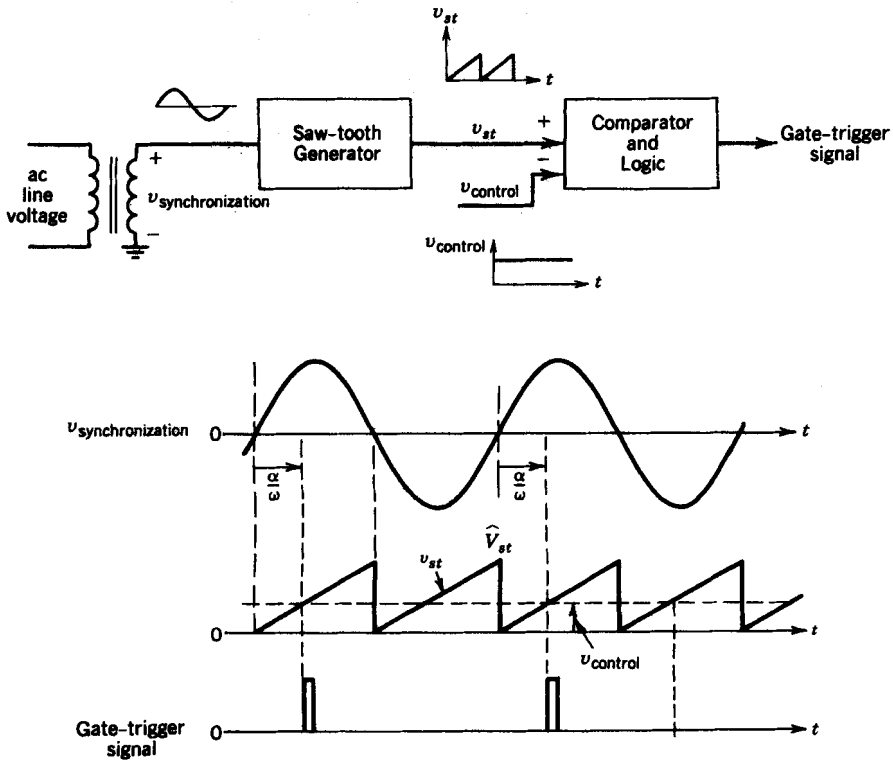 v_st
t
Saw-tooth
Generator
v_st
+
-
Comparator
and
Logic
Gate-trigger
signal
ac
line
voltage
+
v_synchronization
-
v_control
v_control
t
v_synchronization
0
t
α/ω
α/ω
V̂_st
v_st
0
t
v_control
Gate-trigger
signal
0
t